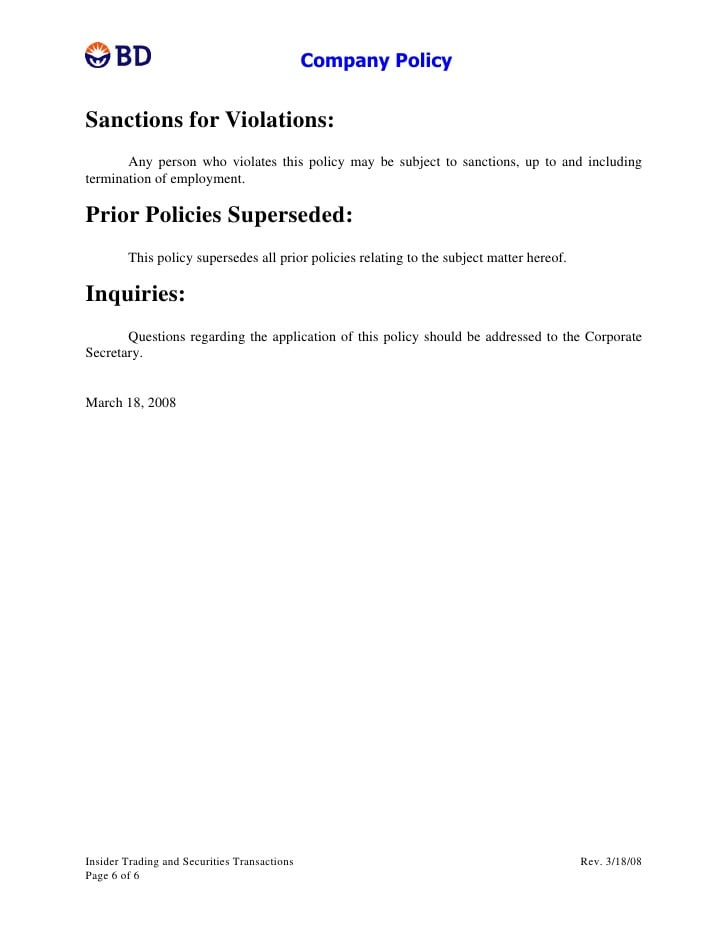 BD
Company Policy
Sanctions for Violations:
Any person who violates this policy may be subject to sanctions, up to and including
termination of employment.
Prior Policies Superseded:
This policy supersedes all prior policies relating to the subject matter hereof.
Inquiries:
Questions regarding the application of this policy should be addressed to the Corporate
Secretary.
March 18, 2008
Insider Trading and Securities Transactions
Rev. 3/18/08
Page 6 of 6